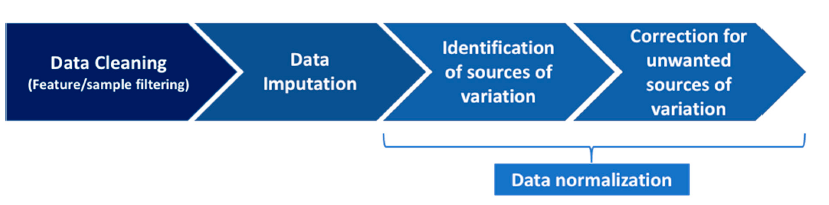 Data Cleaning
(Feature/sample filtering)
Data
Imputation
Identification
of sources of
variation
Correction for
unwanted
sources of
variation
Data normalization